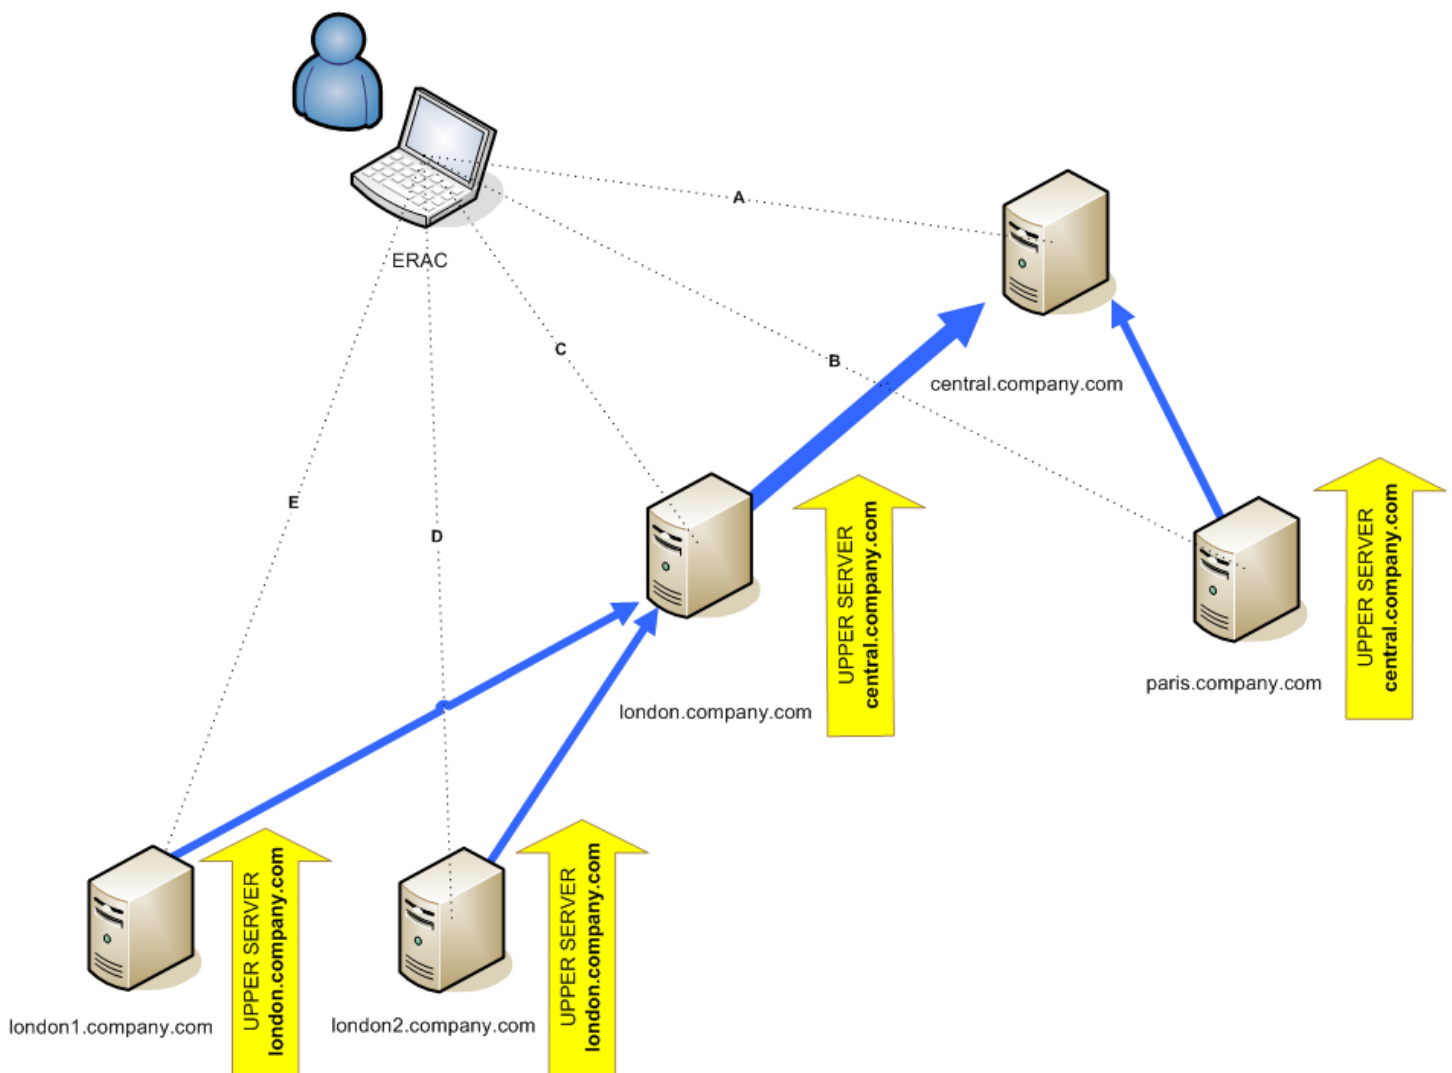 A
ERAC
C
B
central.company.com
E
D
UPPER SERVER
central.company.com
UPPER SERVER
central.company.com
london.company.com
paris.company.com
UPPER SERVER
london.company.com
UPPER SERVER
london.company.com
london1.company.com
london2.company.com